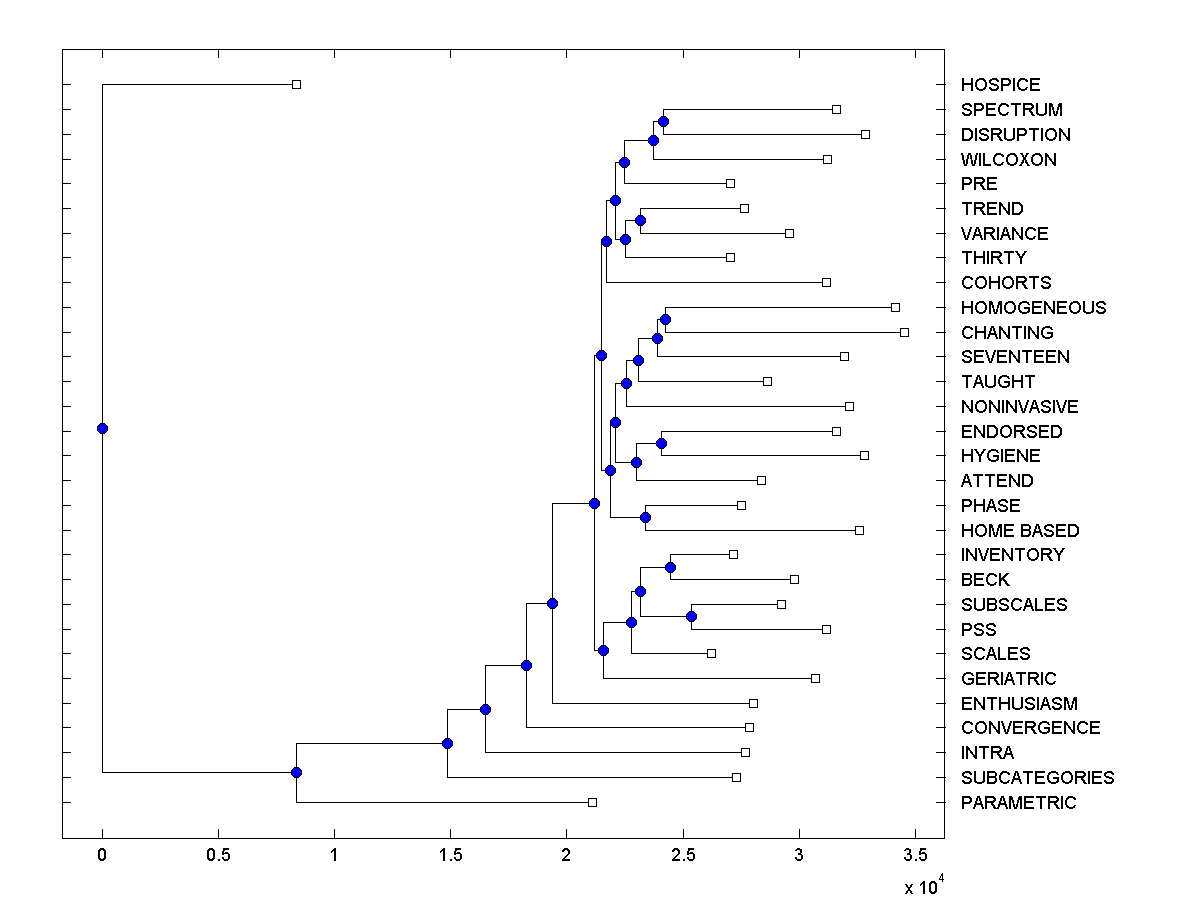 HOSPICE
SPECTRUM
DISRUPTION
WILCOXON
PRE
TREND
VARIANCE
THIRTY
COHORTS
HOMOGENEOUS
CHANTING
SEVENTEEN
TAUGHT
NONINVASIVE
ENDORSED
HYGIENE
ATTEND
PHASE
HOME BASED
INVENTORY
BECK
SUBSCALES
PSS
SCALES
GERIATRIC
ENTHUSIASM
CONVERGENCE
INTRA
SUBCATEGORIES
PARAMETRIC
0 0.5 1 1.5 2 2.5 3 3.5
x 10^4